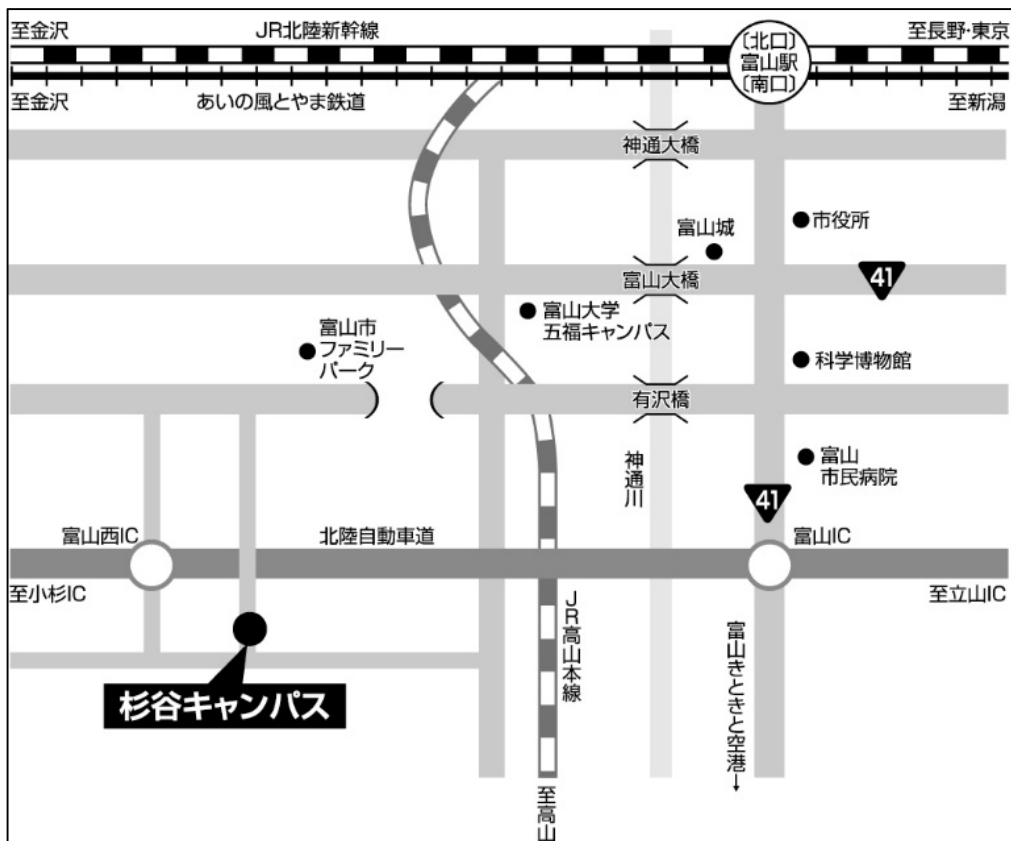 至金沢
JR北陸新幹線
〔北口〕
富山駅
〔南口〕
至長野・東京
至金沢
あいの風とやま鉄道
至新潟
神通大橋
富山城
市役所
富山大橋
41
富山大学
五福キャンパス
富山市
ファミリー
パーク
科学博物館
有沢橋
神通川
富山
市民病院
41
富山西IC
北陸自動車道
富山IC
至小杉IC
至立山IC
JR高山本線
富山きときと空港→
杉谷キャンパス
至高山